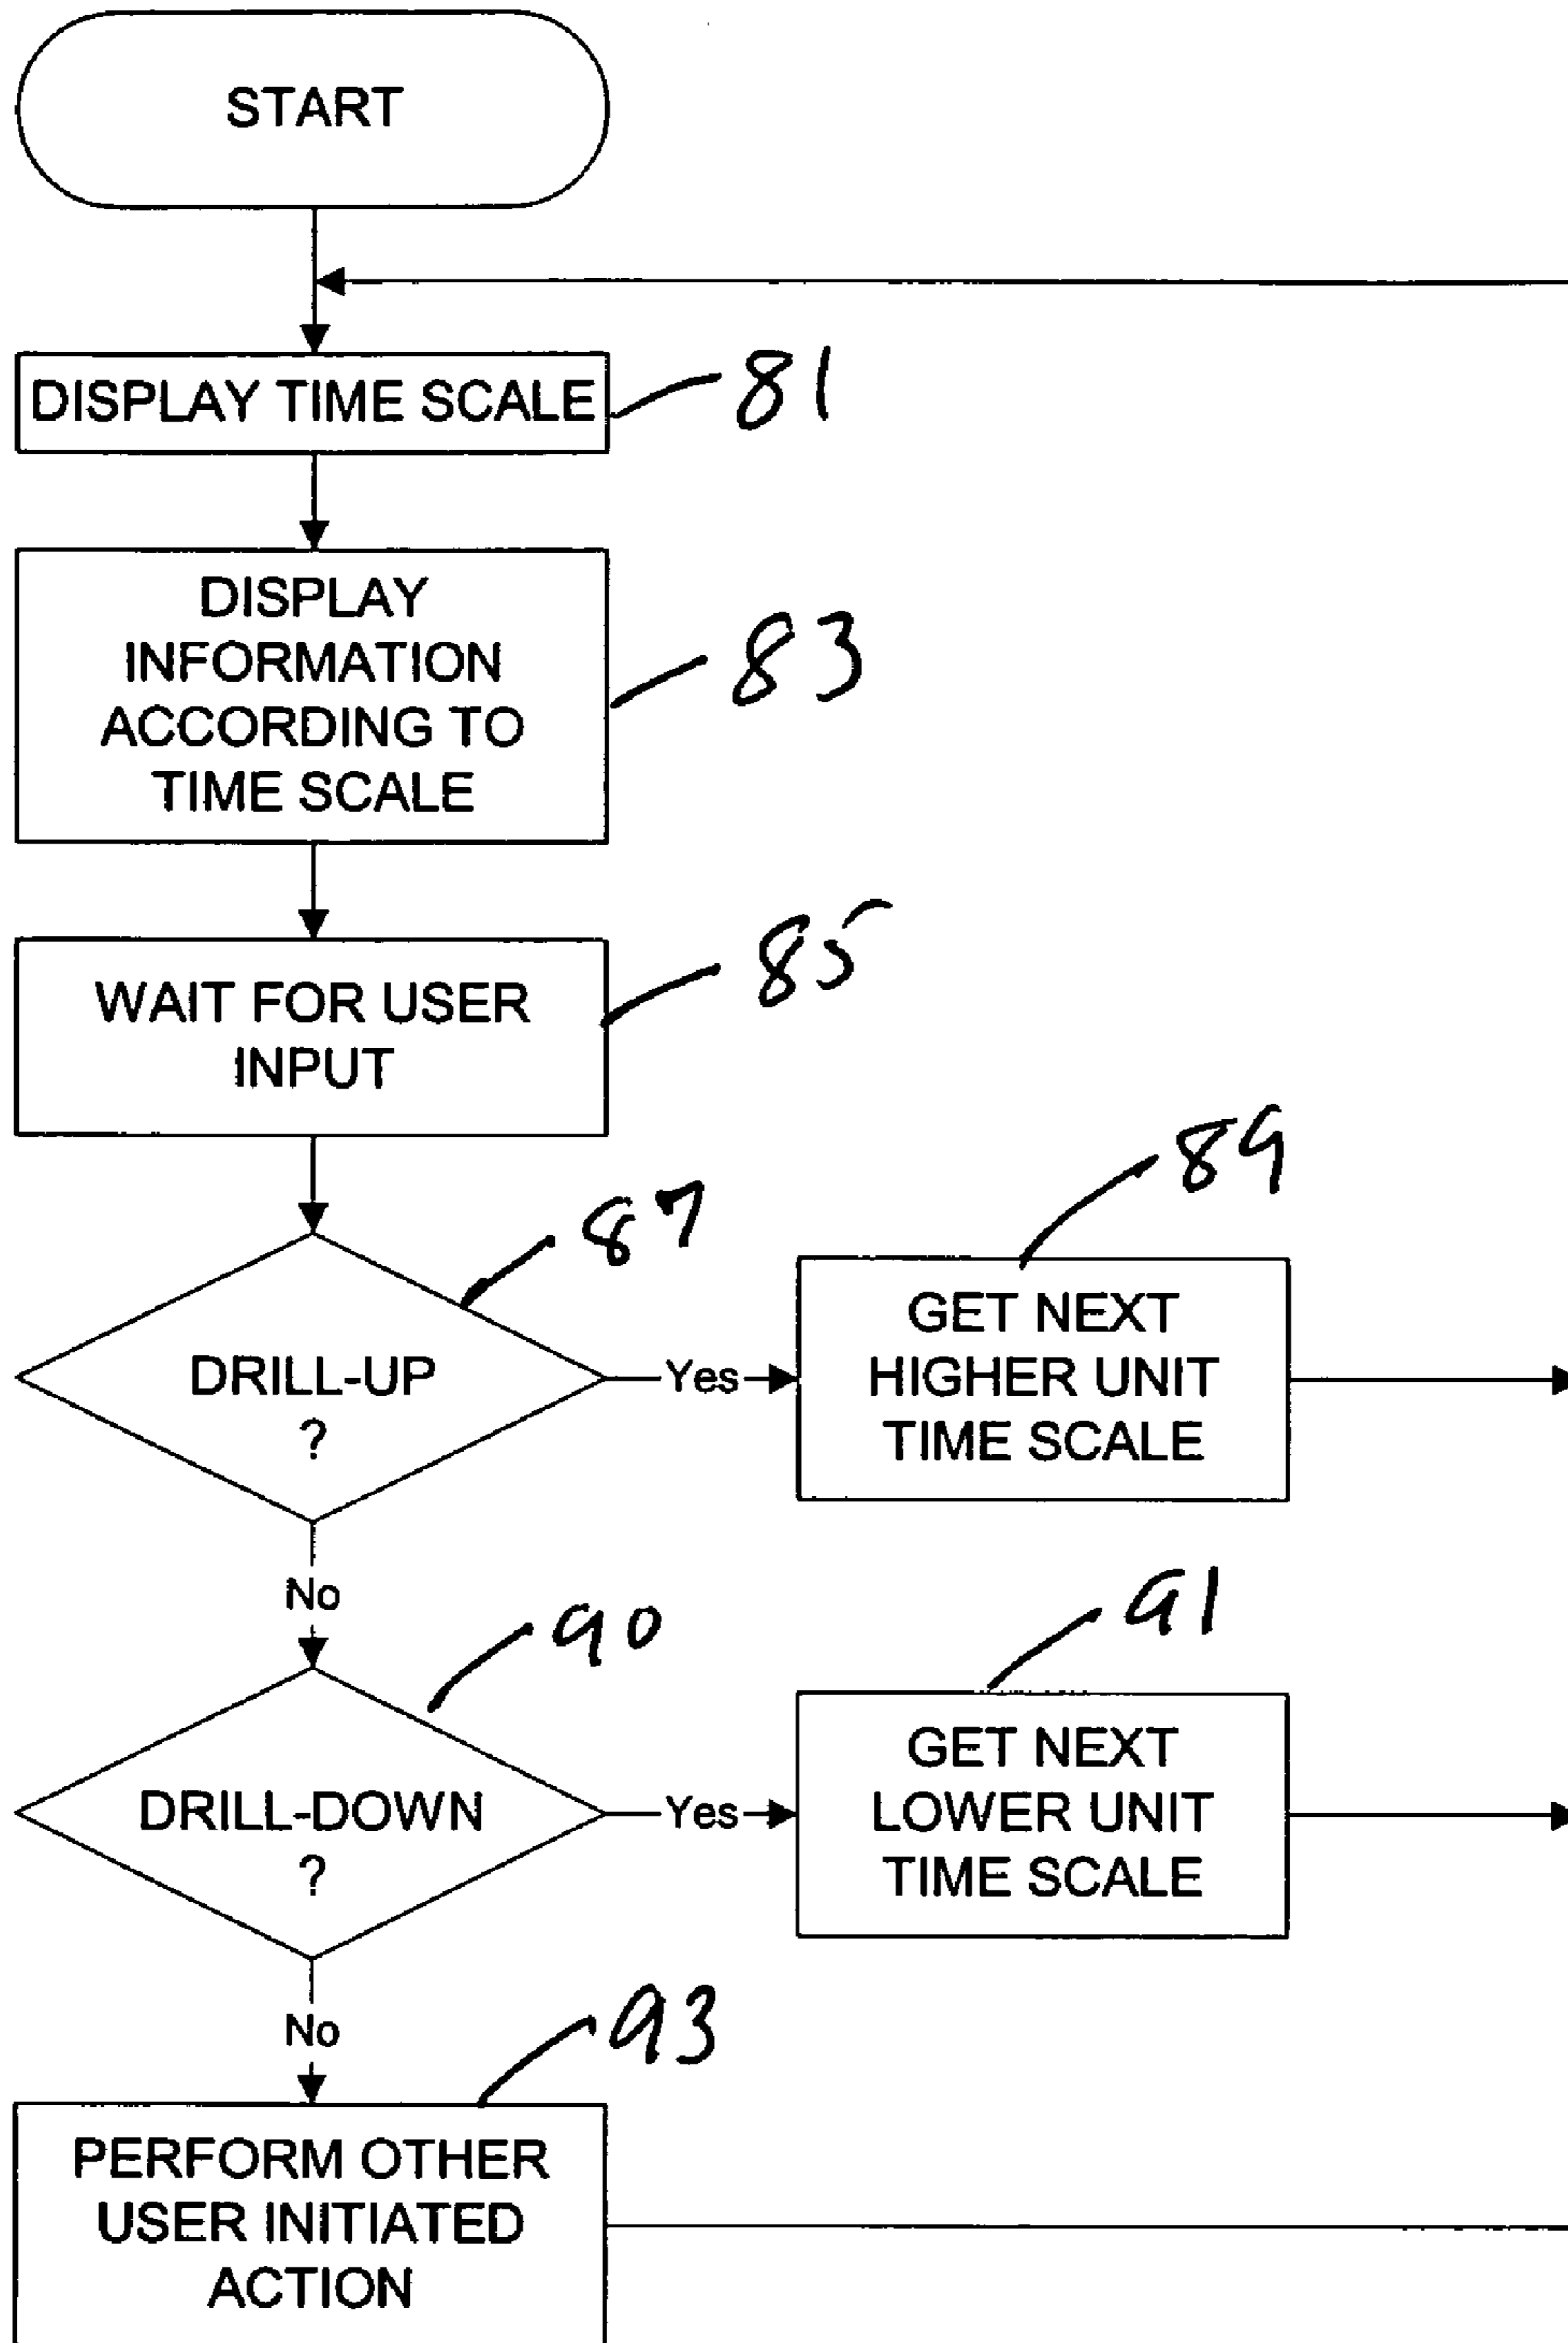 START
DISPLAY TIME SCALE
81
DISPLAY
INFORMATION
ACCORDING TO
TIME SCALE
83
WAIT FOR USER
INPUT
85
87
DRILL-UP
?
Yes
89
GET NEXT
HIGHER UNIT
TIME SCALE
No
90
DRILL-DOWN
?
Yes
91
GET NEXT
LOWER UNIT
TIME SCALE
No
93
PERFORM OTHER
USER INITIATED
ACTION